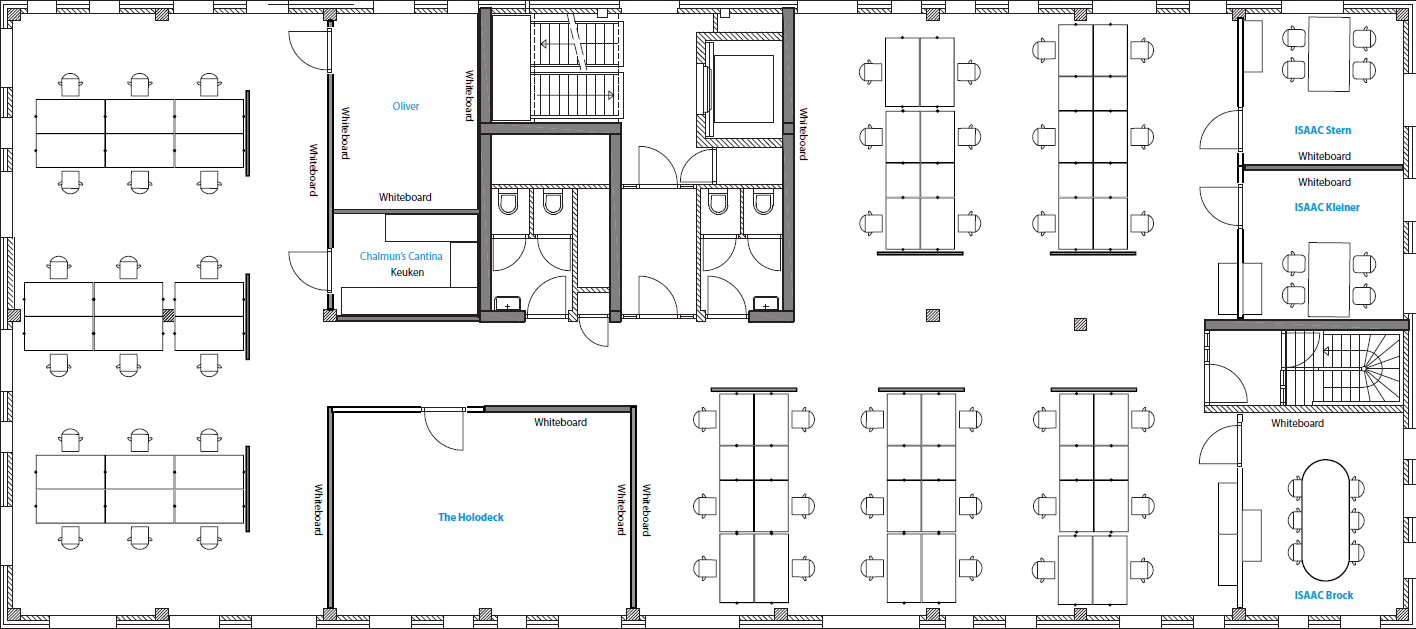 Oliver
Whiteboard
Whiteboard
Whiteboard
Whiteboard
Whiteboard
Chalmun's Cantina
Keuken
ISAAC Stern
Whiteboard
Whiteboard
ISAAC Kleiner
Whiteboard
Whiteboard
Whiteboard
Whiteboard
Whiteboard
The Holodeck
ISAAC Brock